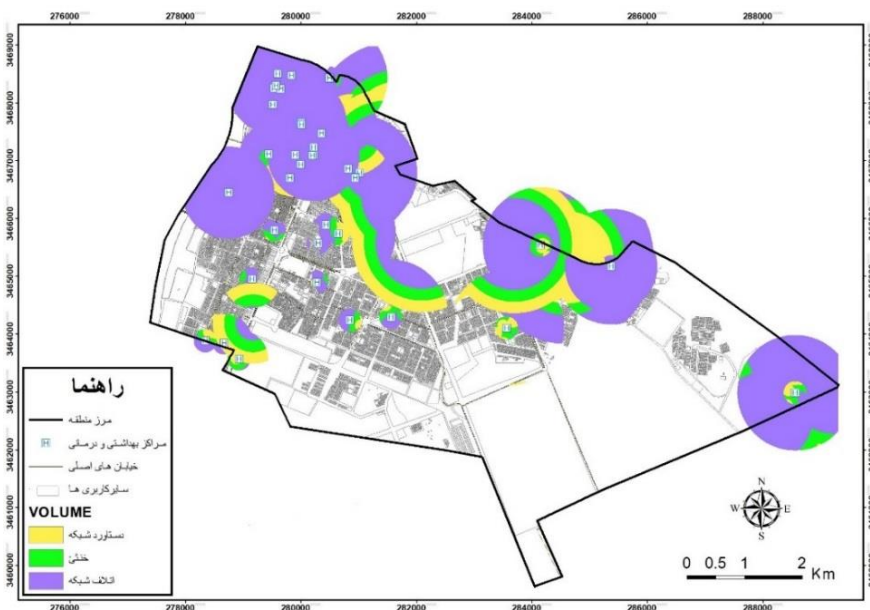 276000 278000 280000 282000 284000 286000 288000
3469000
3468000
3467000
3466000
3465000
3464000
3463000
3462000
3461000
3460000
راهنما
مرز منطقه
مراکز بهداشتی و درمانی
خیابان های اصلی
سایرکاربری ها
VOLUME
دستاورد شبکه
خنثی
اتلاف شبکه
N
W E
S
0 0.5 1 2
Km
276000 278000 280000 282000 284000 286000 288000